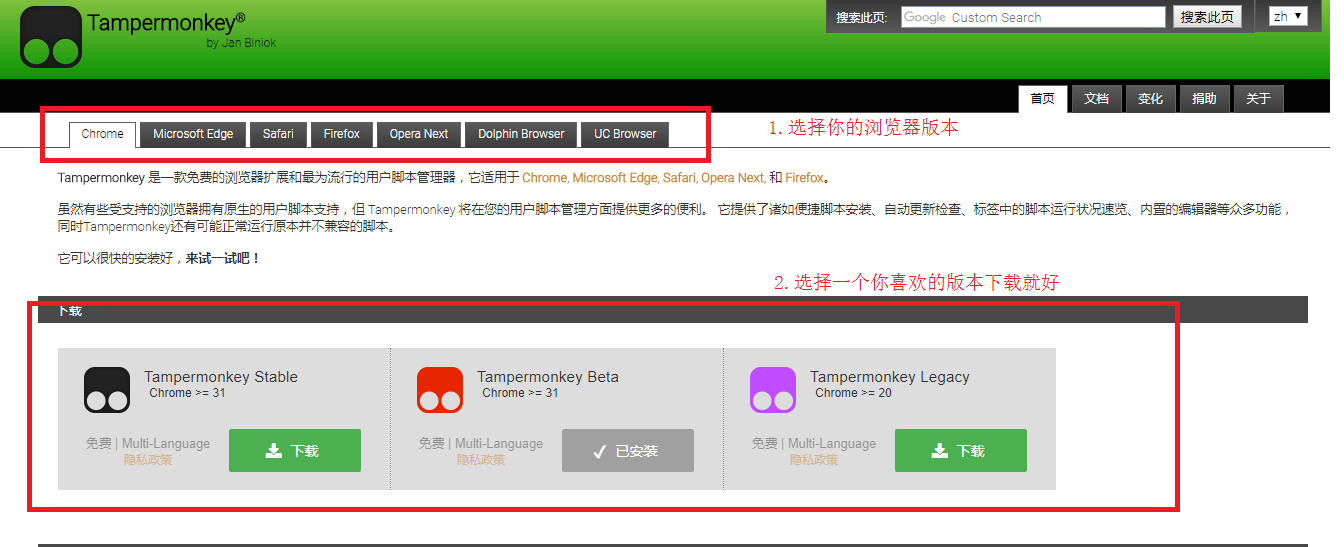 Tampermonkey®
by Jan Biniok
搜索此页: Google Custom Search 搜索此页 zh
首页 文档 变化 捐助 关于
Chrome Microsoft Edge Safari Firefox Opera Next Dolphin Browser UC Browser
1. 选择你的浏览器版本
Tampermonkey 是一款免费的浏览器扩展和最为流行的用户脚本管理器，它适用于 Chrome, Microsoft Edge, Safari, Opera Next, 和 Firefox。
虽然有些受支持的浏览器拥有原生的用户脚本支持，但 Tampermonkey 将在您的用户脚本管理方面提供更多的便利。 它提供了诸如便捷脚本安装、自动更新检查、标签中的脚本运行状况速览、内置的编辑器等众多功能，
同时Tampermonkey还有可能正常运行原本并不兼容的脚本。
它可以很快的安装好，来试一试吧！
2. 选择一个你喜欢的版本下载就好
下载
Tampermonkey Stable
Chrome >= 31
免费 | Multi-Language
隐私政策
下载
Tampermonkey Beta
Chrome >= 31
免费 | Multi-Language
隐私政策
已安装
Tampermonkey Legacy
Chrome >= 20
免费 | Multi-Language
隐私政策
下载